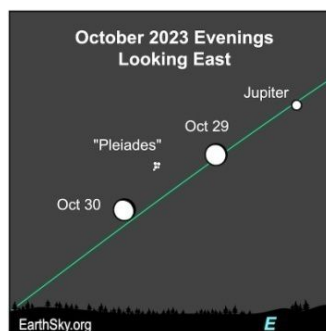 October 2023 Evenings
Looking East
Jupiter
Oct 29
"Pleiades"
Oct 30
EarthSky.org
E